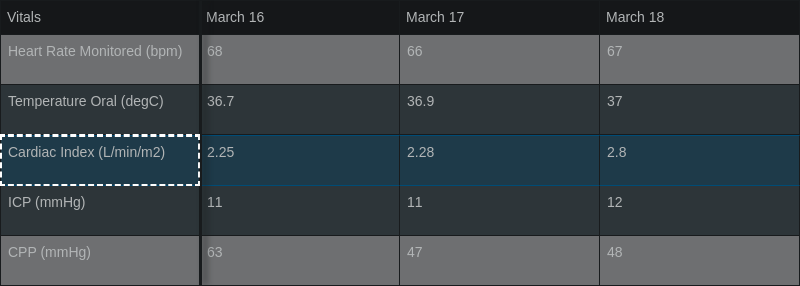 Vitals March 16 March 17 March 18
Heart Rate Monitored (bpm) 68 66 67
Temperature Oral (degC) 36.7 36.9 37
Cardiac Index (L/min/m2) 2.25 2.28 2.8
ICP (mmHg) 11 11 12
CPP (mmHg) 63 47 48